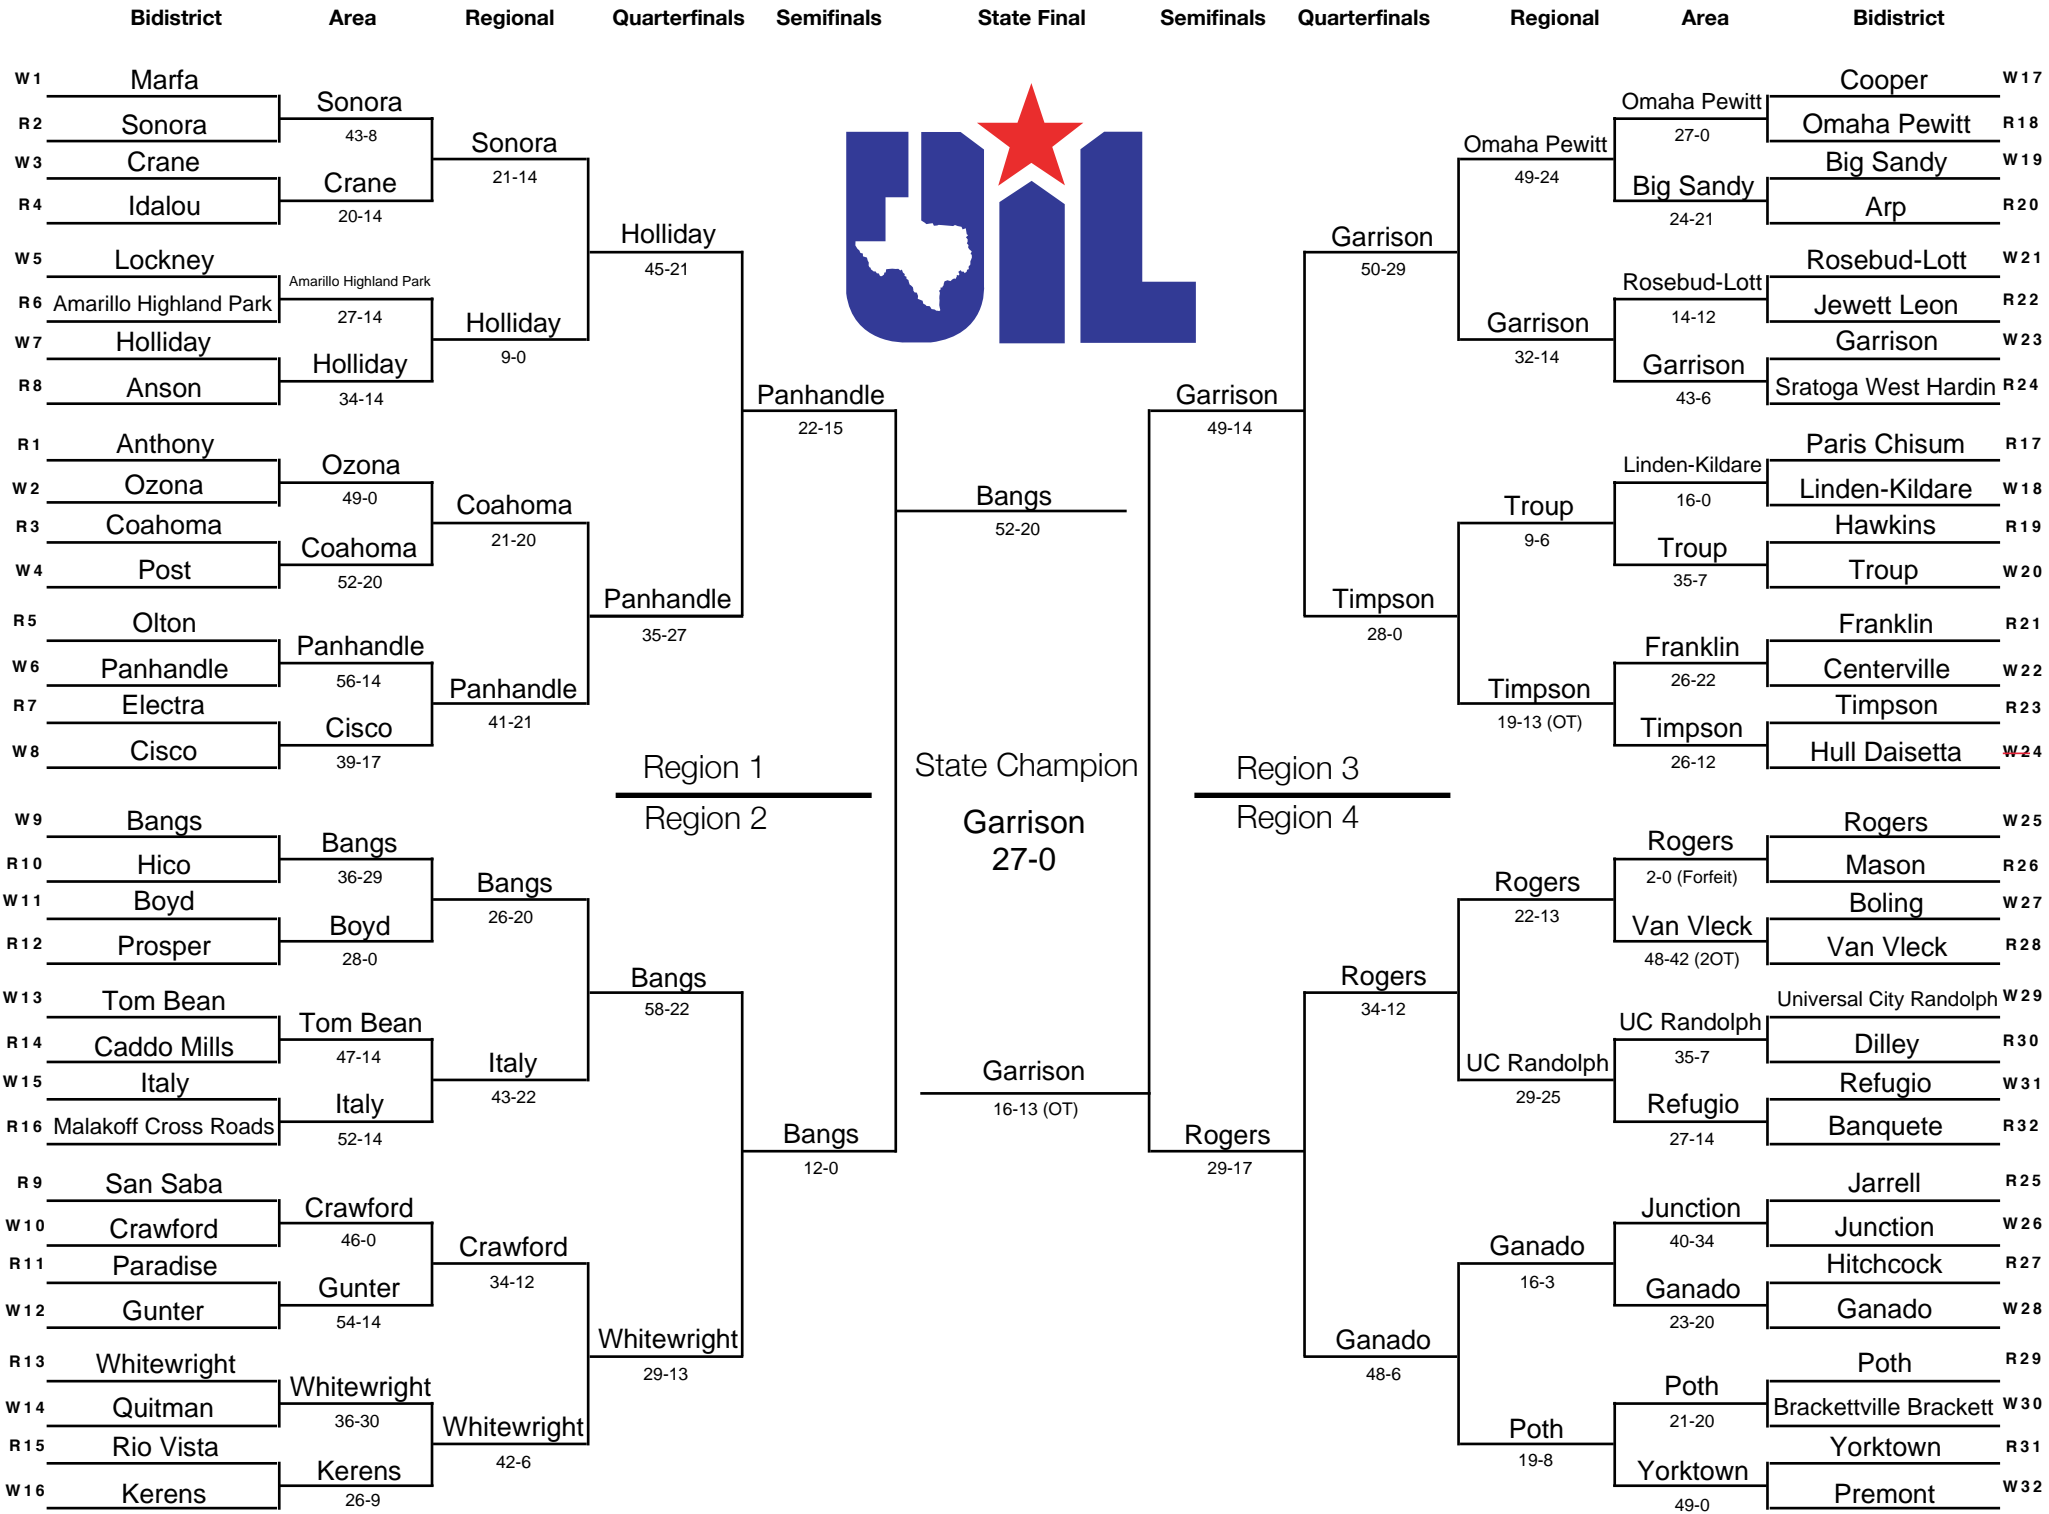 Bidistrict Area Regional Quarterfinals Semifinals State Final Semifinals Quarterfinals Regional Area Bidistrict
W1 Marfa
Sonora
43-8
R2 Sonora
Sonora
21-14
W3 Crane
Crane
20-14
R4 Idalou
Holliday
45-21
W5 Lockney
Amarillo Highland Park
27-14
R6 Amarillo Highland Park
Holliday
9-0
W7 Holliday
Holliday
34-14
R8 Anson
Panhandle
22-15
R1 Anthony
Ozona
49-0
W2 Ozona
Coahoma
21-20
R3 Coahoma
Coahoma
52-20
W4 Post
Panhandle
35-27
R5 Olton
Panhandle
56-14
W6 Panhandle
Panhandle
41-21
R7 Electra
Cisco
39-17
W8 Cisco
Region 1
Region 2
W9 Bangs
Bangs
36-29
R10 Hico
Bangs
26-20
W11 Boyd
Boyd
28-0
R12 Prosper
Bangs
58-22
W13 Tom Bean
Tom Bean
47-14
R14 Caddo Mills
Italy
43-22
W15 Italy
Italy
52-14
R16 Malakoff Cross Roads
Bangs
12-0
R9 San Saba
Crawford
46-0
W10 Crawford
Crawford
34-12
R11 Paradise
Gunter
54-14
W12 Gunter
Whitewright
29-13
R13 Whitewright
Whitewright
36-30
W14 Quitman
Whitewright
42-6
R15 Rio Vista
Kerens
26-9
W16 Kerens
UIL
Bangs
52-20
State Champion
Garrison
27-0
Garrison
16-13 (OT)
Cooper W17
Omaha Pewitt
27-0
Omaha Pewitt R18
Omaha Pewitt
49-24
Big Sandy W19
Big Sandy
24-21
Arp R20
Garrison
50-29
Rosebud-Lott W21
Rosebud-Lott
14-12
Jewett Leon R22
Garrison
32-14
Garrison W23
Garrison
43-6
Sratoga West Hardin R24
Garrison
49-14
Paris Chisum R17
Linden-Kildare
16-0
Linden-Kildare W18
Troup
9-6
Hawkins R19
Troup
35-7
Troup W20
Timpson
28-0
Franklin R21
Franklin
26-22
Centerville W22
Timpson
19-13 (OT)
Timpson R23
Timpson
26-12
Hull Daisetta W24
Region 3
Region 4
Rogers W25
Rogers
2-0 (Forfeit)
Mason R26
Rogers
22-13
Boling W27
Van Vleck
48-42 (2OT)
Van Vleck R28
Rogers
34-12
Universal City Randolph W29
UC Randolph
35-7
Dilley R30
UC Randolph
29-25
Refugio W31
Refugio
27-14
Banquete R32
Rogers
29-17
Jarrell R25
Junction
40-34
Junction W26
Ganado
16-3
Hitchcock R27
Ganado
23-20
Ganado W28
Ganado
48-6
Poth R29
Poth
21-20
Brackettville Brackett W30
Poth
19-8
Yorktown R31
Yorktown
49-0
Premont W32